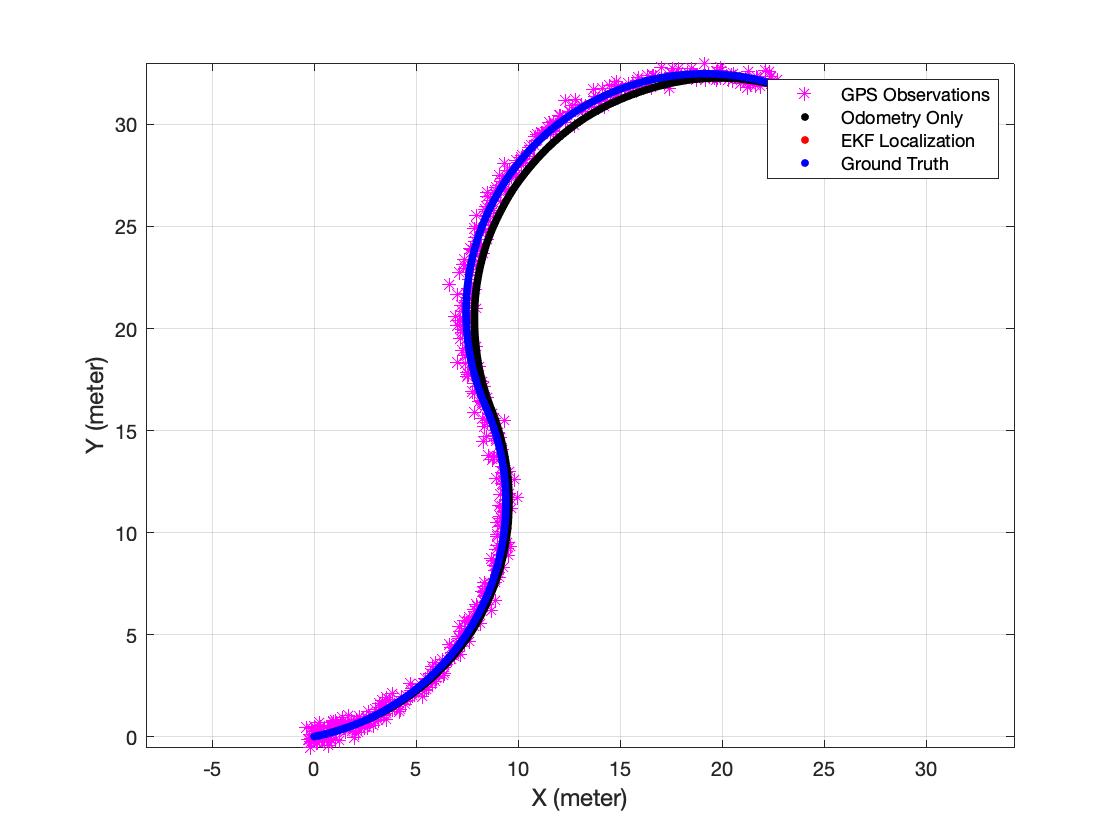 GPS Observations
Odometry Only
EKF Localization
Ground Truth
30
25
20
15
10
5
0
Y (meter)
-5 0 5 10 15 20 25 30
X (meter)